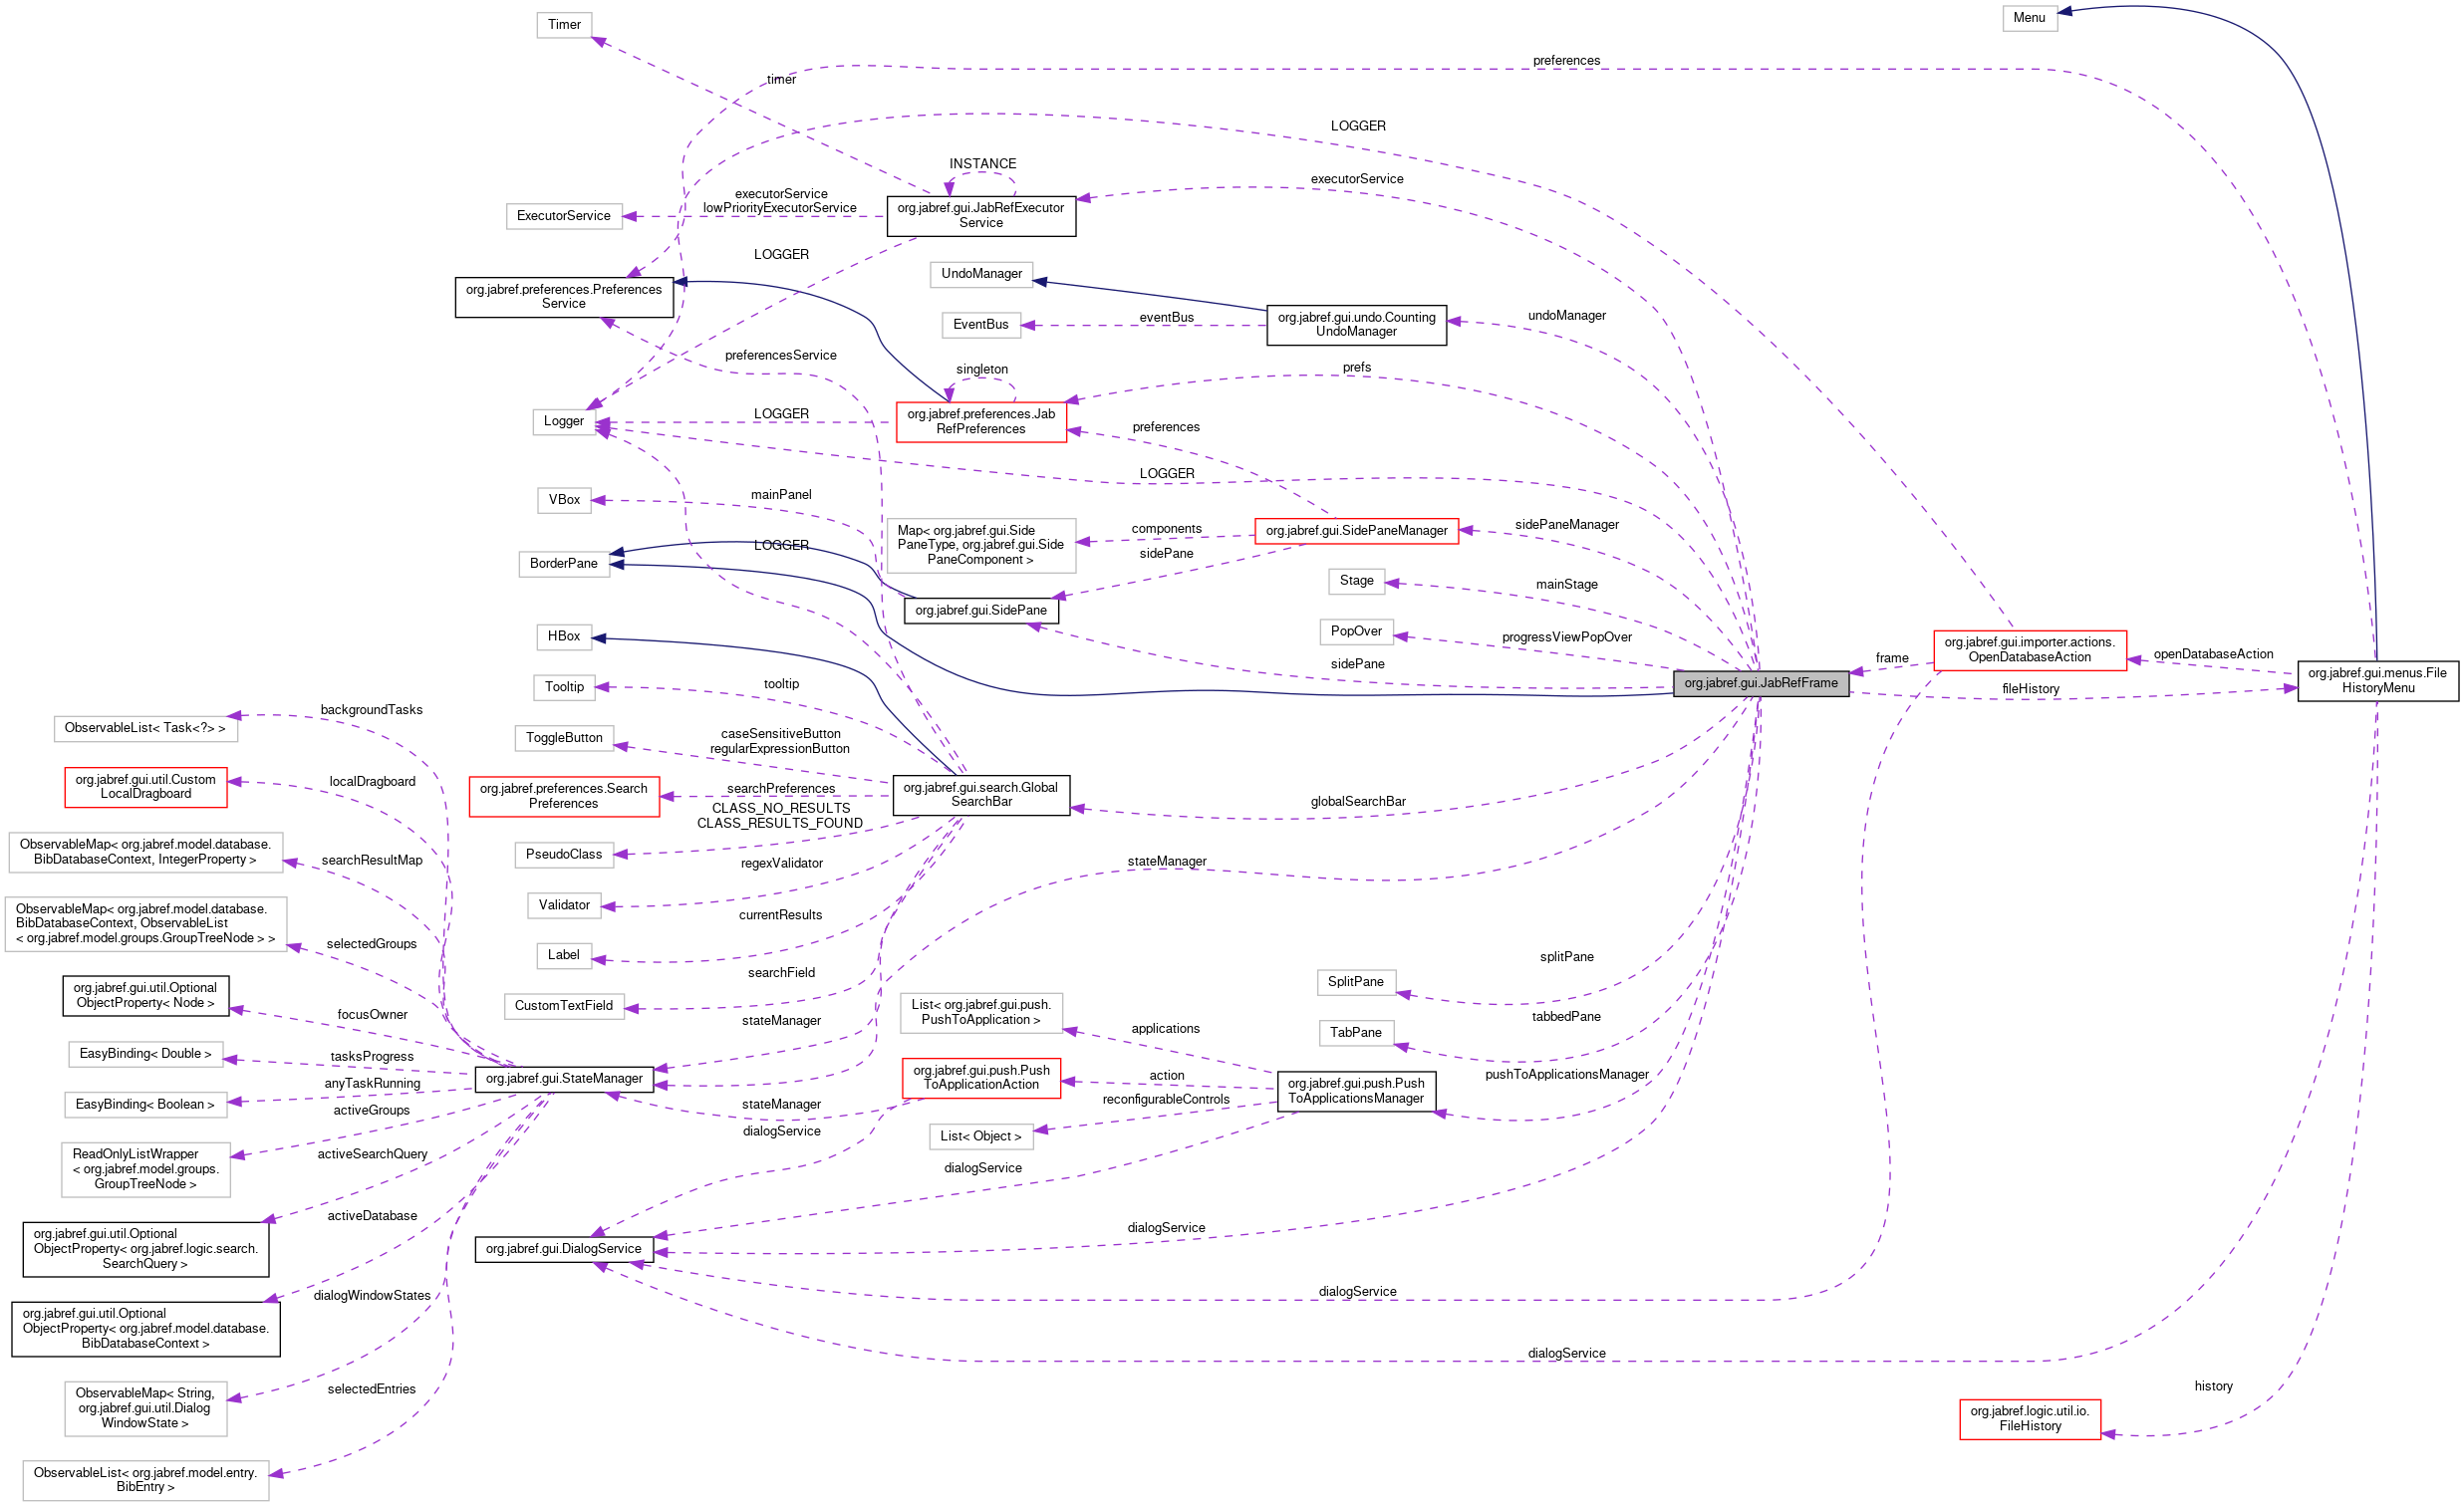 Timer
Menu
preferences
timer
LOGGER
INSTANCE
executorService
executorService
lowPriorityExecutorService
ExecutorService
org.jabref.gui.JabRefExecutor
Service
LOGGER
UndoManager
org.jabref.preferences.Preferences
Service
eventBus
EventBus
org.jabref.gui.undo.Counting
UndoManager
undoManager
preferencesService
singleton
prefs
Logger
LOGGER
org.jabref.preferences.Jab
RefPreferences
preferences
LOGGER
VBox
mainPanel
Map< org.jabref.gui.Side
PaneType, org.jabref.gui.Side
PaneComponent >
components
org.jabref.gui.SidePaneManager
sidePaneManager
LOGGER
sidePane
BorderPane
Stage
mainStage
org.jabref.gui.SidePane
HBox
PopOver
progressViewPopOver
sidePane
org.jabref.gui.importer.actions.
OpenDatabaseAction
openDatabaseAction
frame
org.jabref.gui.JabRefFrame
fileHistory
org.jabref.gui.menus.File
HistoryMenu
Tooltip
tooltip
backgroundTasks
ObservableList< Task<?> >
ToggleButton
caseSensitiveButton
regularExpressionButton
org.jabref.gui.util.Custom
LocalDragboard
localDragboard
org.jabref.preferences.Search
Preferences
searchPreferences
CLASS_NO_RESULTS
CLASS_RESULTS_FOUND
org.jabref.gui.search.Global
SearchBar
globalSearchBar
ObservableMap< org.jabref.model.database.
BibDatabaseContext, IntegerProperty >
searchResultMap
PseudoClass
regexValidator
stateManager
ObservableMap< org.jabref.model.database.
BibDatabaseContext, ObservableList
< org.jabref.model.groups.GroupTreeNode > >
selectedGroups
Validator
currentResults
Label
searchField
splitPane
org.jabref.gui.util.Optional
ObjectProperty< Node >
focusOwner
CustomTextField
stateManager
List< org.jabref.gui.push.
PushToApplication >
applications
SplitPane
tabbedPane
TabPane
EasyBinding< Double >
tasksProgress
EasyBinding< Boolean >
anyTaskRunning
org.jabref.gui.StateManager
org.jabref.gui.push.Push
ToApplicationAction
action
reconfigurableControls
org.jabref.gui.push.Push
ToApplicationsManager
pushToApplicationsManager
activeGroups
stateManager
dialogService
List< Object >
ReadOnlyListWrapper
< org.jabref.model.groups.
GroupTreeNode >
activeSearchQuery
dialogService
org.jabref.gui.util.Optional
ObjectProperty< org.jabref.logic.search.
SearchQuery >
activeDatabase
org.jabref.gui.DialogService
dialogService
dialogWindowStates
dialogService
org.jabref.gui.util.Optional
ObjectProperty< org.jabref.model.database.
BibDatabaseContext >
dialogService
ObservableMap< String,
org.jabref.gui.util.Dialog
WindowState >
selectedEntries
history
org.jabref.logic.util.io.
FileHistory
ObservableList< org.jabref.model.entry.
BibEntry >